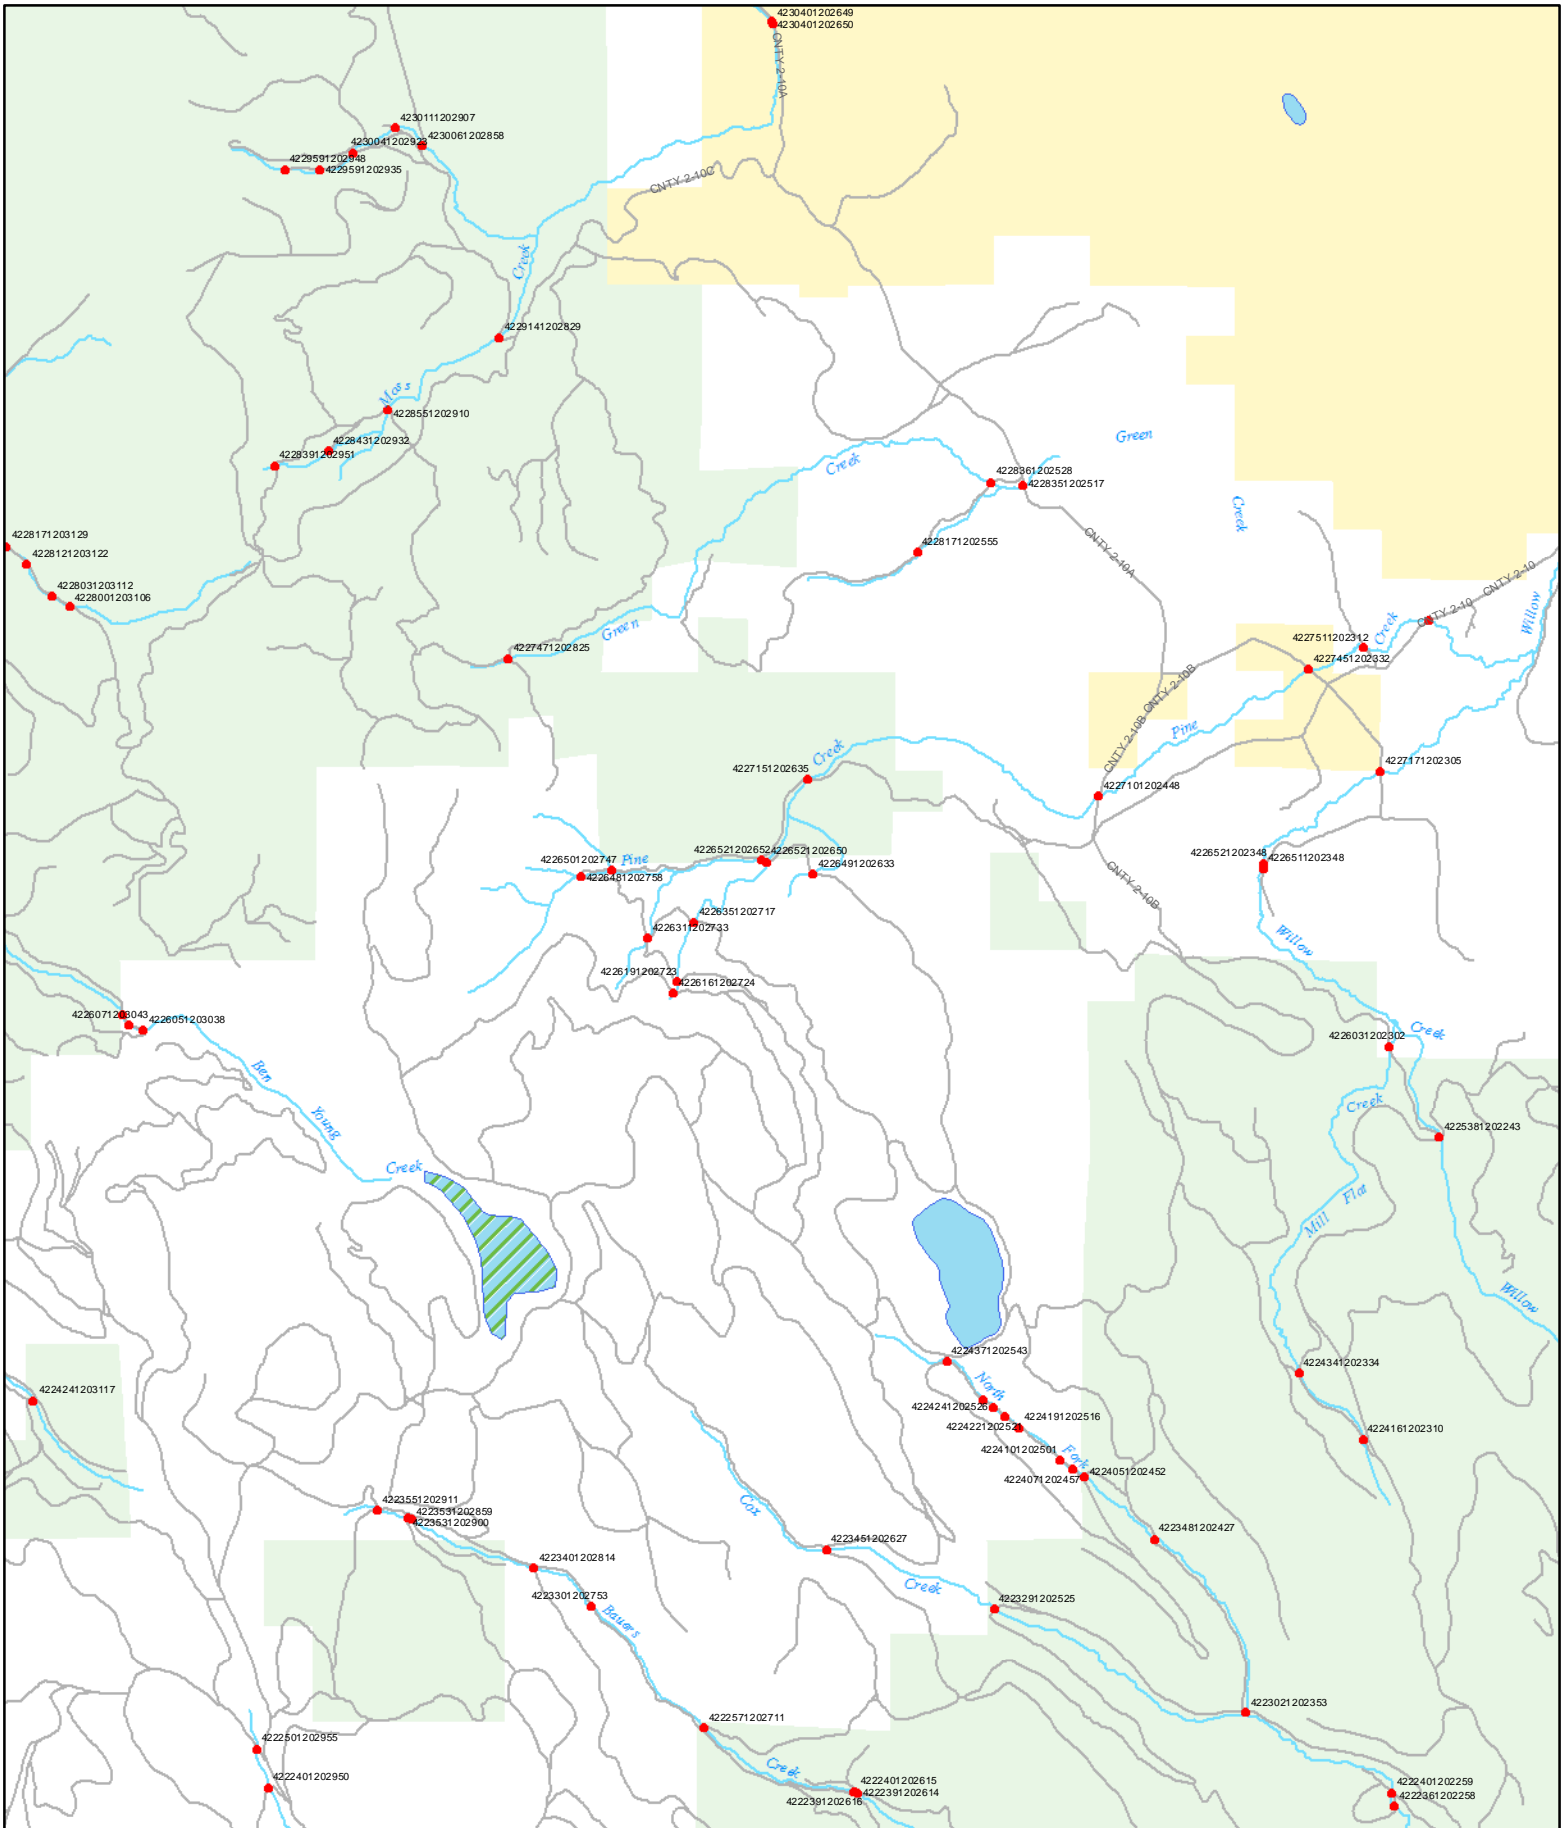 4230401202649
4230401202650
CNTY 2-10A
4230111202907
4230061202858
4230041202923
4229591202948
4229591202935
CNTY 2-10C
Creek
4229141202829
Moss
4228551202910
4228431202932
4228391202951
Green
Creek
Creek
4228361202528
4228351202517
4228171203129
4228121203122
4228171202555
CNTY 2-10A
4228031203112
4228001203106
CNTY 2-10
CNTY 2-10
Willow
Green
Creek
4227511202312
4227451202332
4227471202825
CNTY 2-10B
CNTY 2-10B
Pine
Creek
4227151202635
4227171202305
4227101202448
4226501202747
Pine
4226521202652
4226521202650
4226491202633
4226481202758
4226521202348
4226511202348
CNTY 2-10B
4226351202717
4226311202733
Willow
4226191202723
4226161202724
4226071203043
4226051203038
Creek
4226031202302
Ben
Young
Creek
Creek
4225381202243
Mill
Flat
Willow
4224371202543
4224341202334
4224241203117
North
4224241202526
4224191202516
4224221202521
4224161202310
Fork
4224101202501
4224071202457
4224051202452
Cox
4223551202911
4223531202859
4223531202900
4223481202427
4223451202627
4223401202814
Creek
4223301202753
Bauers
4223291202525
4223021202353
4222571202711
4222501202955
Creek
4222401202950
4222401202615
4222391202614
4222391202616
4222401202259
4222361202258